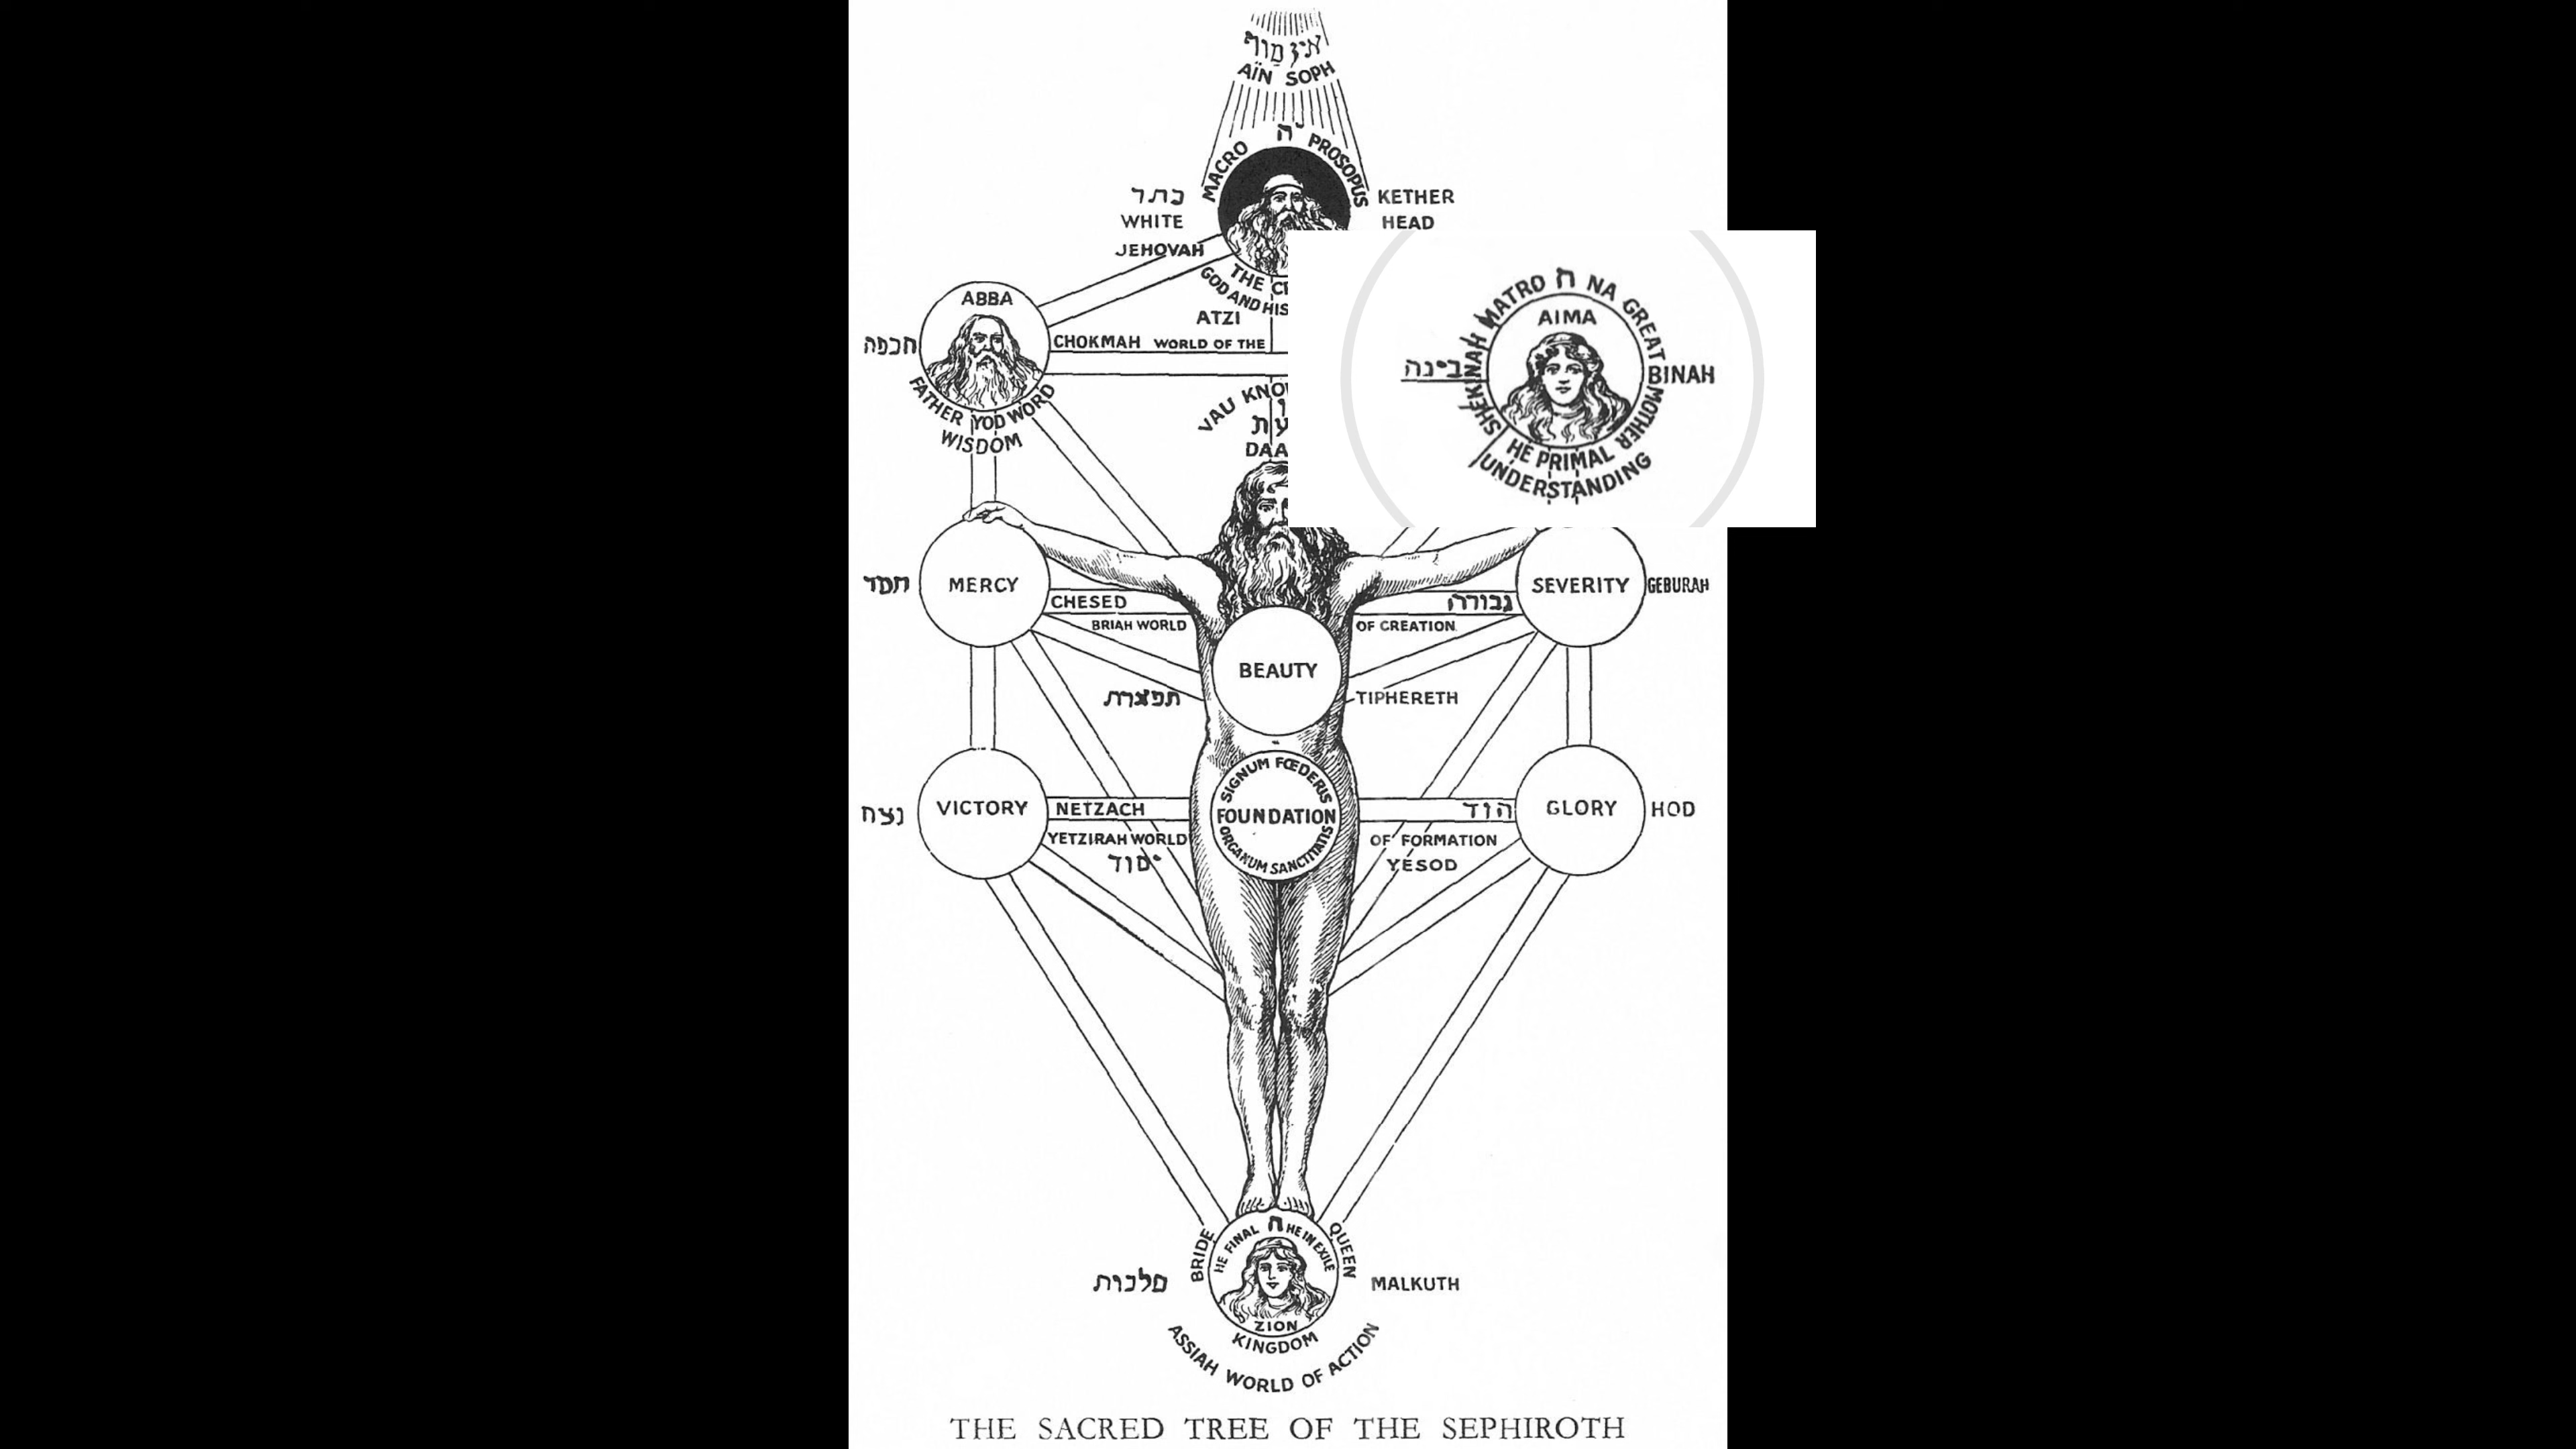 אין סוף
AÏN SOPH
יה
MACRO PROSOPUS
כתר
KETHER
WHITE
HEAD
JEHOVAH
THE
GOD AND HIS
ATZI
ABBA
חכמה
CHOKMAH WORLD OF THE
FATHER YOD WORD
WISDOM
MATRO ה NA GREAT
AIMA
SHEKINAH
בינה
BINAH
MOTHER
HE PRIMAL
UNDERSTANDING
VAU
ו
DAA
חסד
MERCY
SEVERITY
GEBURAH
CHESED
גבורה
BRIAH WORLD
OF CREATION
BEAUTY
תפארת
TIPHERETH
SIGNUM FŒDERIS
נצח
VICTORY
NETZACH
FOUNDATION
הוד
GLORY
HOD
ORGANUM SANCTITATIS
YETZIRAH WORLD
OF FORMATION
יסוד
YESOD
BRIDE
HE FINAL ה HE IN EXILE
QUEEN
מלכות
MALKUTH
ZION
KINGDOM
ASSIAH WORLD OF ACTION
THE SACRED TREE OF THE SEPHIROTH